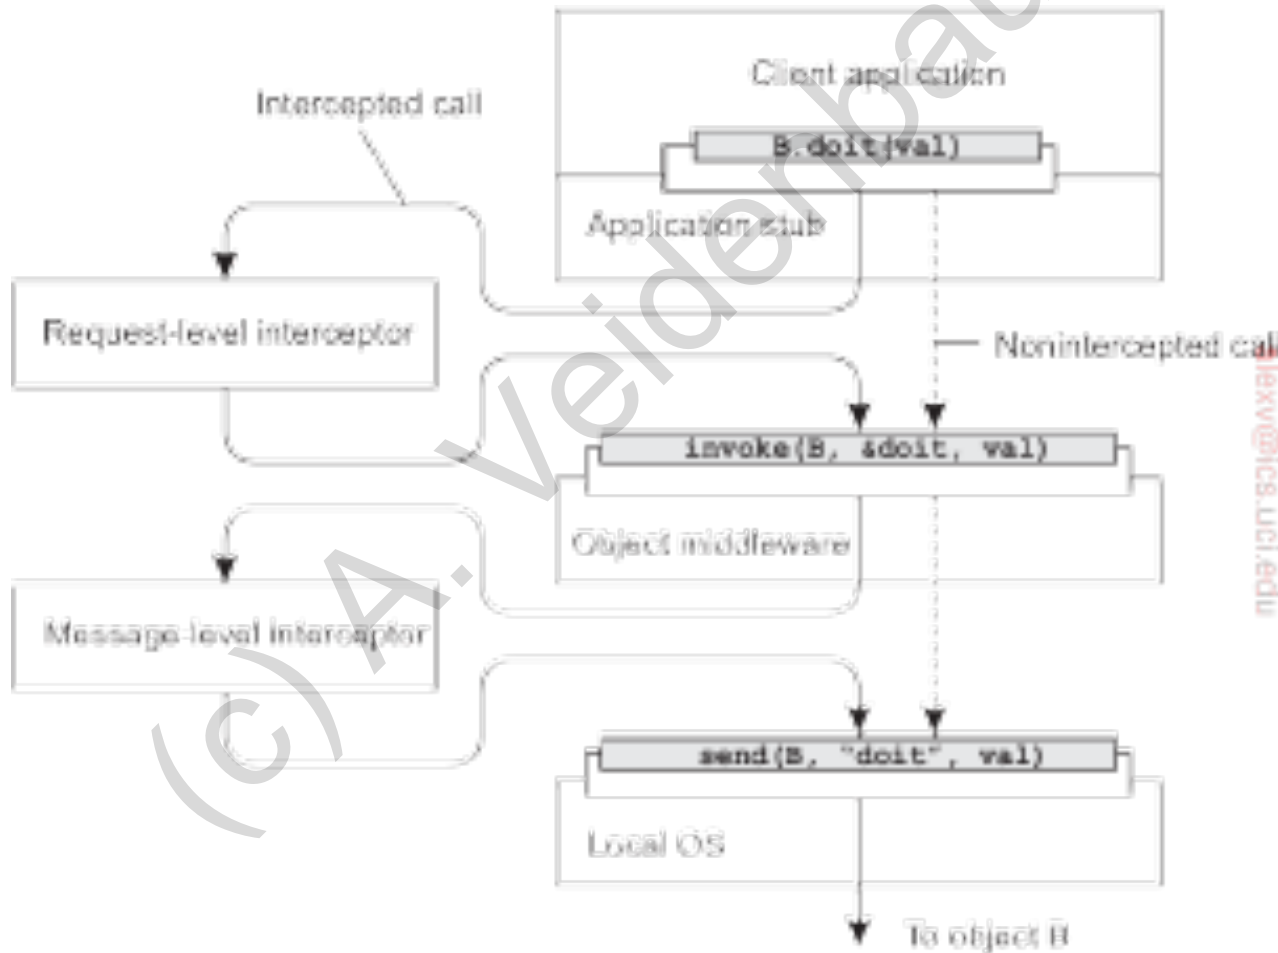 Client application
Intercepted call
B.doit(val)
Application stub
Request-level interceptor
Nonintercepted call
invoke(B, &doit, val)
Object middleware
Message-level interceptor
send(B, "doit", val)
Local OS
To object B
(c) A. Veidenbau
alexv@ics.uci.edu